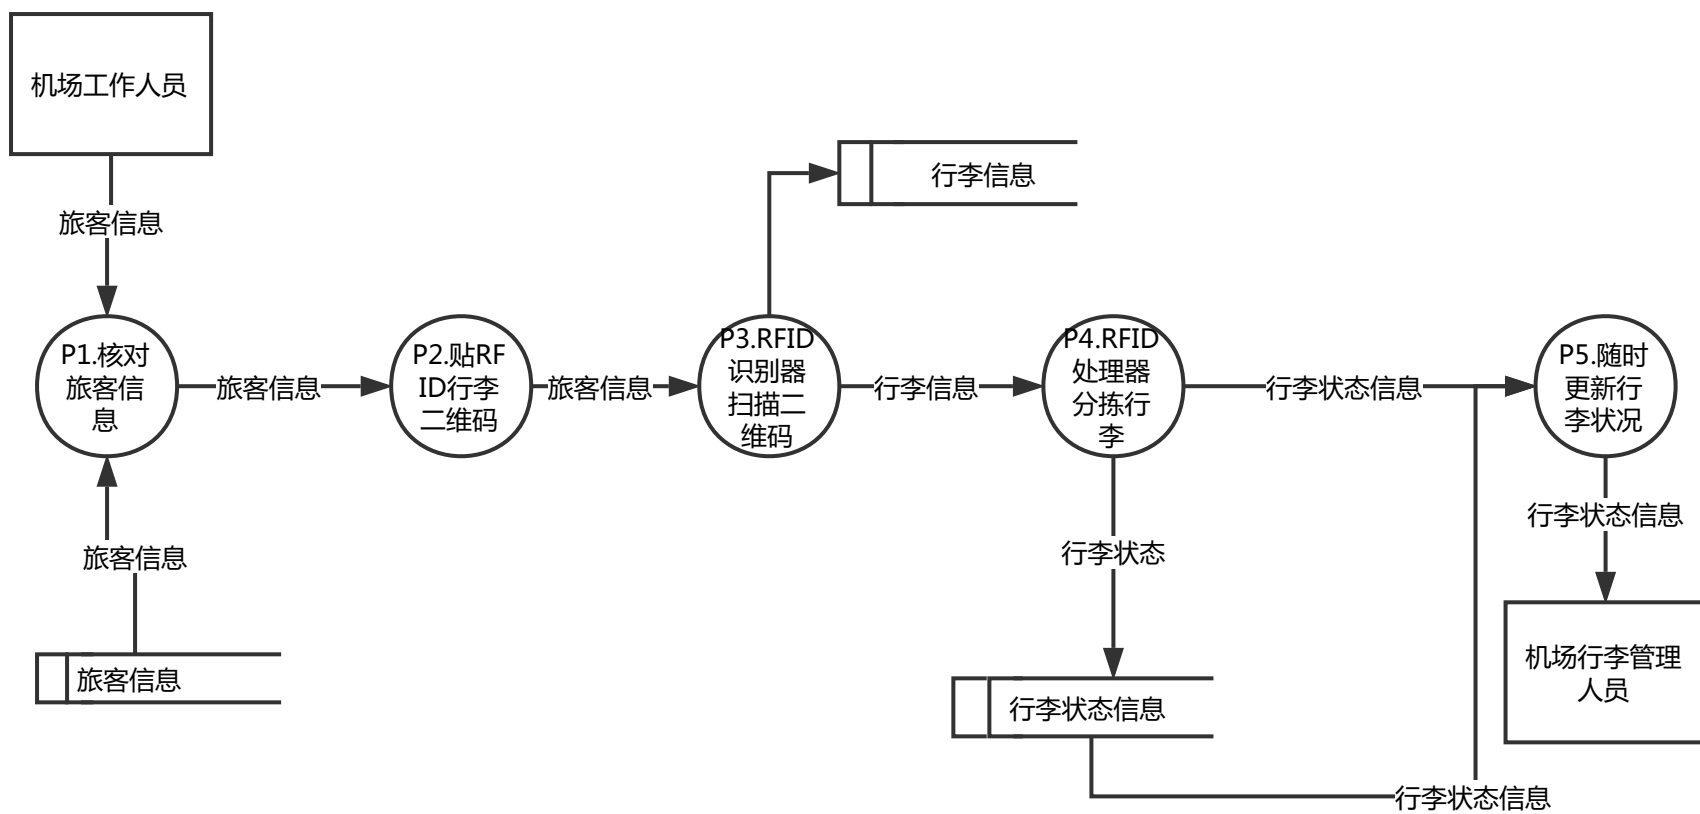 机场工作人员
旅客信息
行李信息
P1.核对
旅客信
息
旅客信息
P2.贴RF
ID行李
二维码
旅客信息
P3.RFID
识别器
扫描二
维码
行李信息
P4.RFID
处理器
分拣行
李
行李状态信息
P5.随时
更新行
李状况
旅客信息
行李状态
行李状态信息
旅客信息
行李状态信息
机场行李管理
人员
行李状态信息